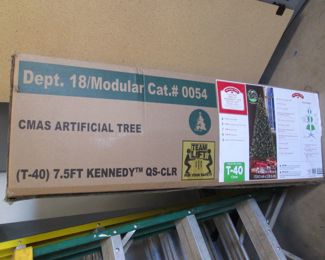 Dept. 18/Modular Cat.# 0054
CMAS ARTIFICIAL TREE
TEAM
LIFT
(T-40) 7.5FT KENNEDY™ QS-CLR
T-40